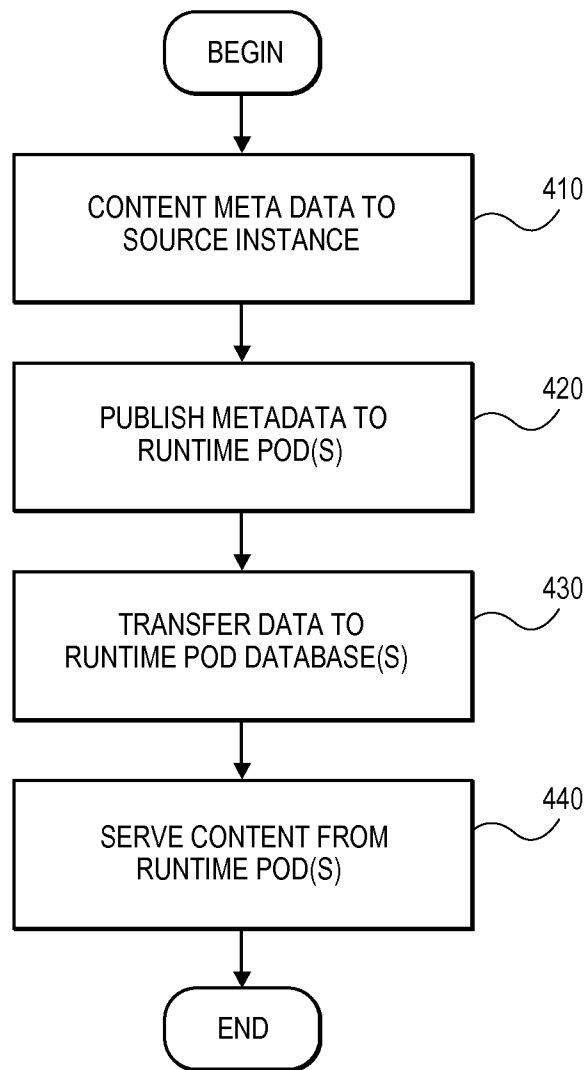 BEGIN
CONTENT META DATA TO
SOURCE INSTANCE
410
PUBLISH METADATA TO
RUNTIME POD(S)
420
TRANSFER DATA TO
RUNTIME POD DATABASE(S)
430
SERVE CONTENT FROM
RUNTIME POD(S)
440
END